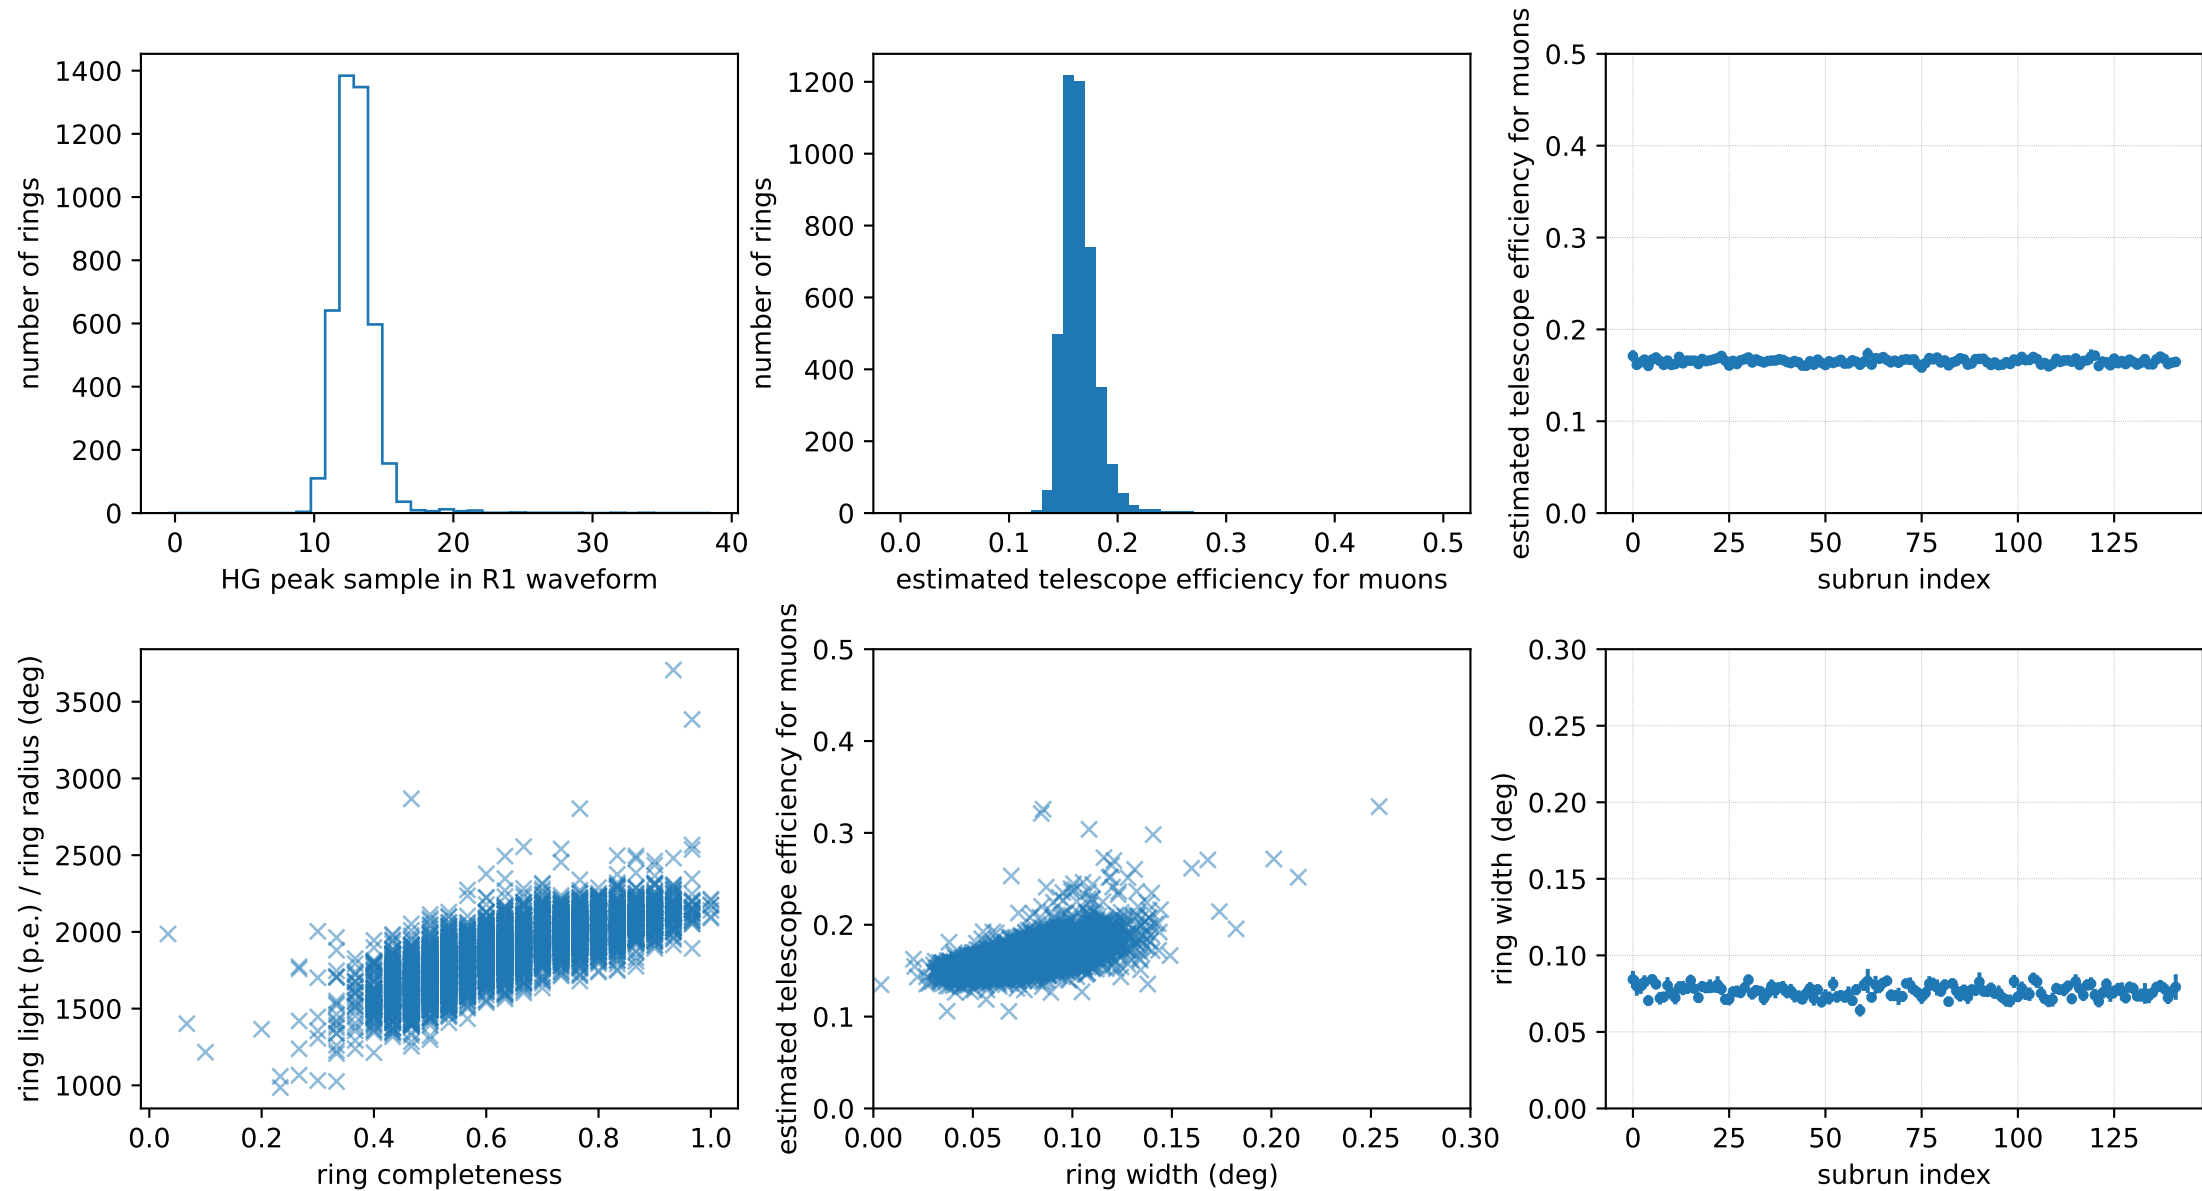 number of rings
1400
1200
1000
800
600
400
200
0
0 10 20 30 40
HG peak sample in R1 waveform
number of rings
1200
1000
800
600
400
200
0
0.0 0.1 0.2 0.3 0.4 0.5
estimated telescope efficiency for muons
estimated telescope efficiency for muons
0.5
0.4
0.3
0.2
0.1
0.0
0 25 50 75 100 125
subrun index
ring light (p.e.) / ring radius (deg)
3500
3000
2500
2000
1500
1000
0.0 0.2 0.4 0.6 0.8 1.0
ring completeness
estimated telescope efficiency for muons
0.5
0.4
0.3
0.2
0.1
0.0
0.00 0.05 0.10 0.15 0.20 0.25 0.30
ring width (deg)
ring width (deg)
0.30
0.25
0.20
0.15
0.10
0.05
0.00
0 25 50 75 100 125
subrun index